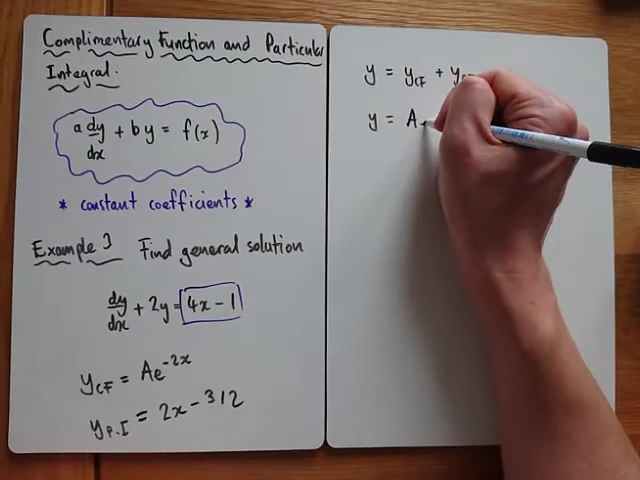 Complimentary Function and Particular
Integral.
a dy/dx + by = f(x)
* constant coefficients *
Example 3 Find general solution
dy/dx + 2y = 4x - 1
yCF = Ae^-2x
yP.I = 2x - 3/2
y = yCF + y
y = A